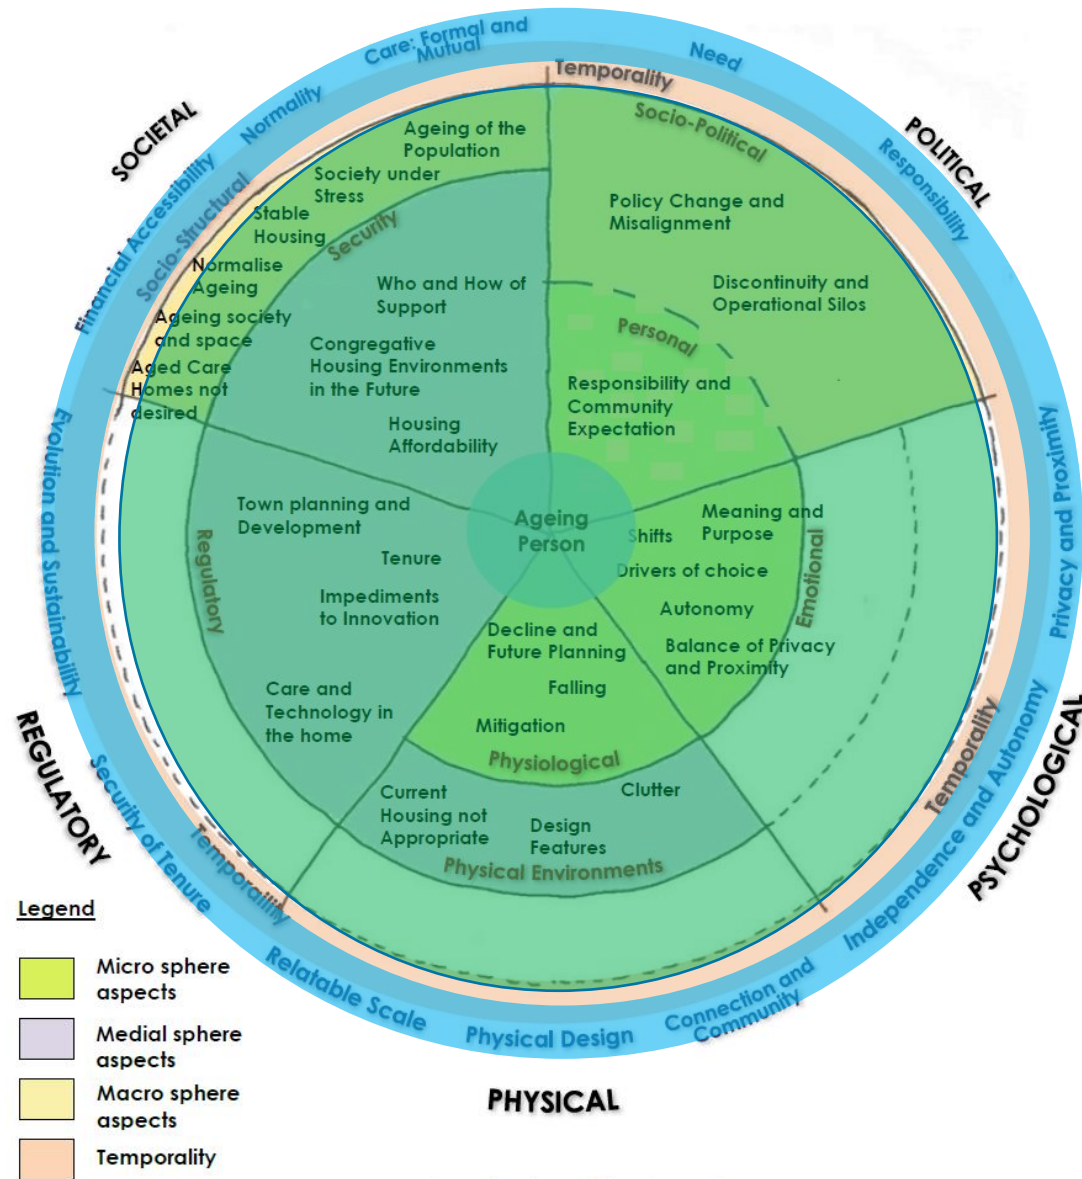 Care: Formal and
Mutual
Need
Normality
Temporality
Socio-Political
SOCIETAL
POLITICAL
Responsibility
Financial Accessibility
Socio-Structural
Ageing of the
Population
Society under
Stress
Stable
Housing
Security
Normalise
Ageing
Ageing society
and space
Aged Care
Homes not
desired
Policy Change and
Misalignment
Discontinuity and
Operational Silos
Who and How of
Support
Congregative
Housing Environments
in the Future
Housing
Affordability
Personal
Responsibility and
Community
Expectation
Evolution and Sustainability
Privacy and Proximity
Town planning and
Development
Tenure
Impediments
to Innovation
Regulatory
Care and
Technology in
the home
Ageing
Person
Meaning and
Purpose
Shifts
Drivers of choice
Autonomy
Balance of Privacy
and Proximity
Emotional
Decline and
Future Planning
Falling
Mitigation
Physiological
Current
Housing not
Appropriate
Clutter
Design
Features
Physical Environments
REGULATORY
PSYCHOLOGICAL
Temporality
Independence and Autonomy
Security of Tenure
Temporaility
Relatable Scale
Physical Design
Connection and
Community
PHYSICAL
Legend
Micro sphere
aspects
Medial sphere
aspects
Macro sphere
aspects
Temporality